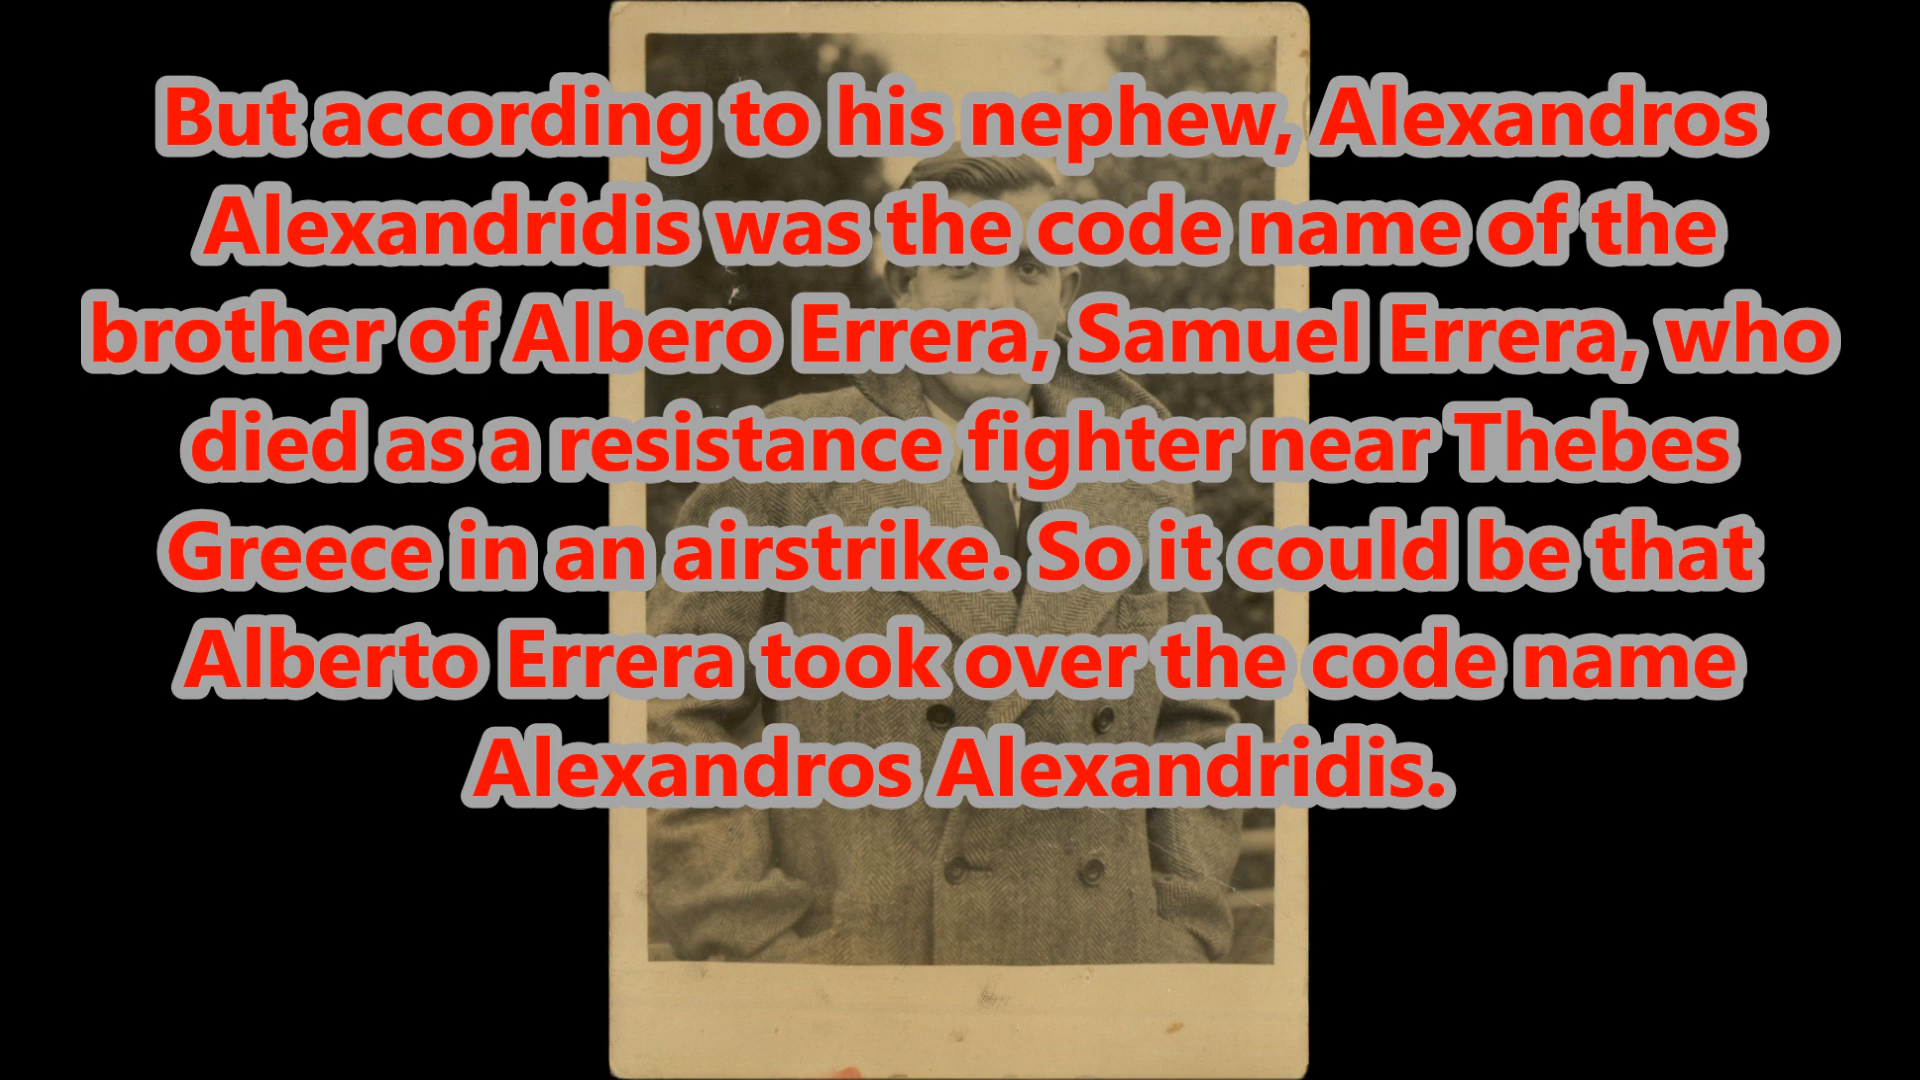 But according to his nephew, Alexandros
Alexandridis was the code name of the
brother of Albero Errera, Samuel Errera, who
died as a resistance fighter near Thebes
Greece in an airstrike. So it could be that
Alberto Errera took over the code name
Alexandros Alexandridis.